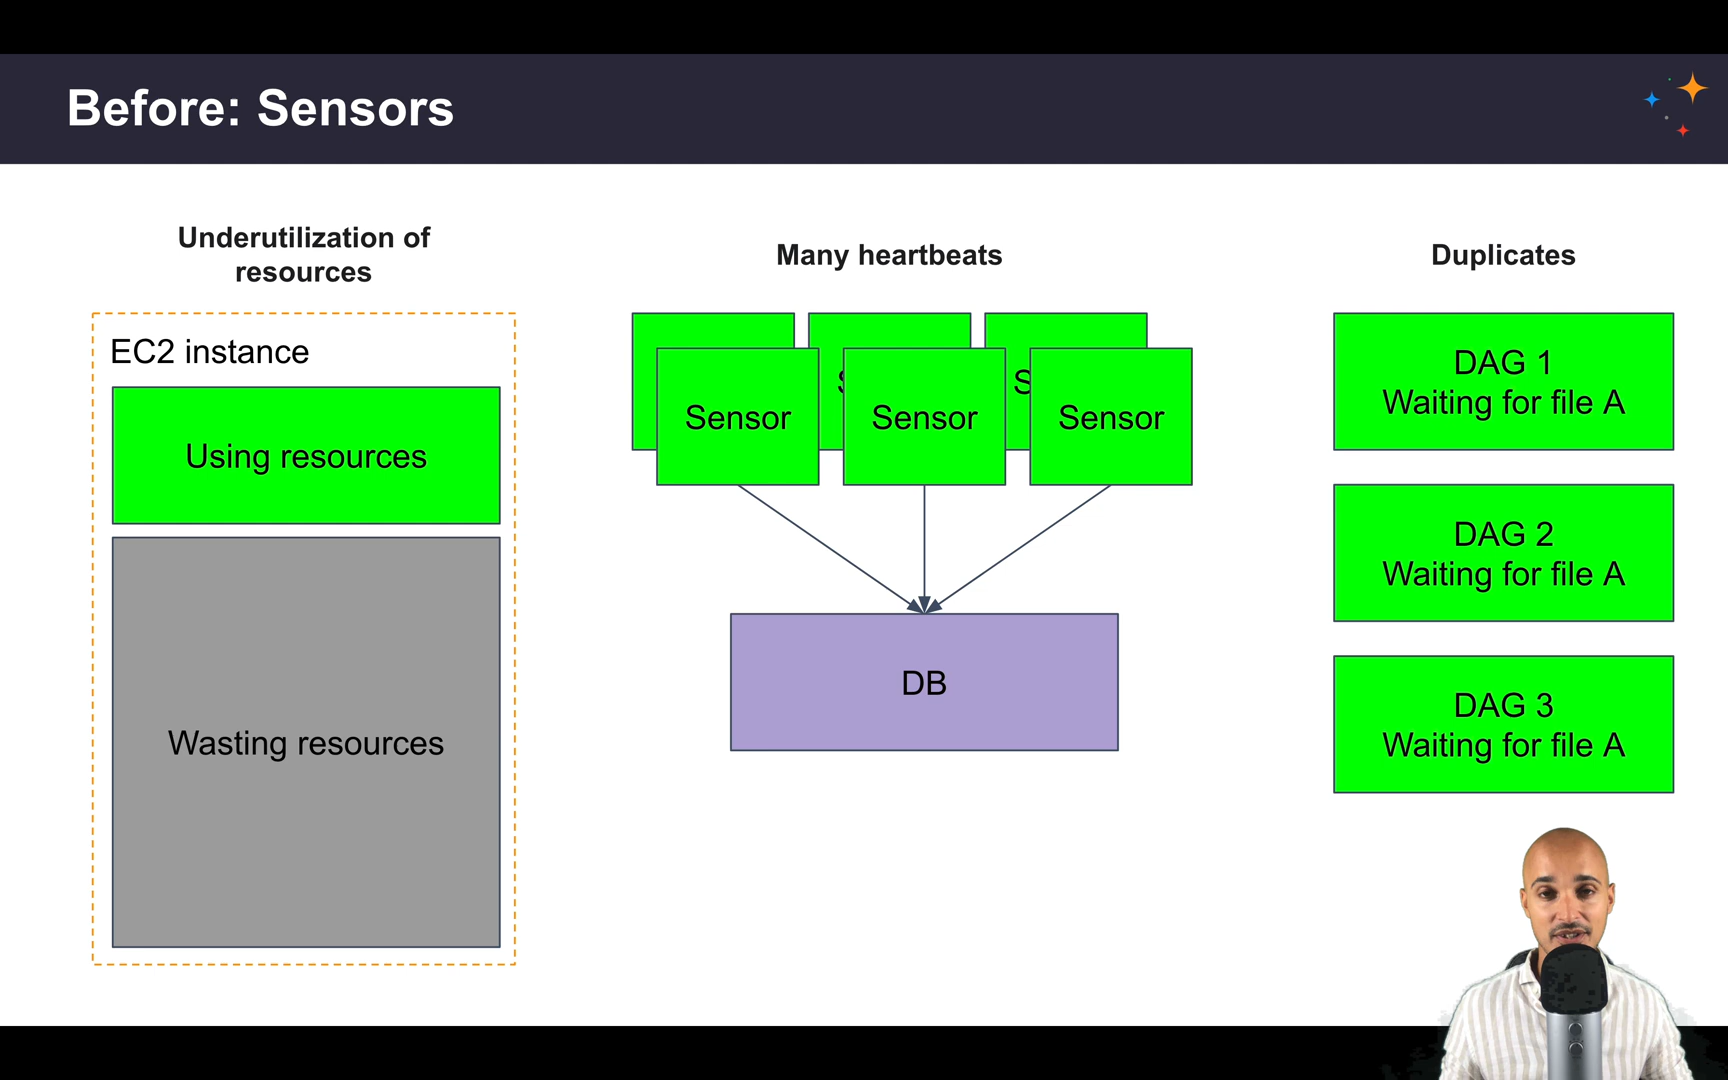 Before: Sensors
Underutilization of
resources
EC2 instance
Using resources
Wasting resources
Many heartbeats
Sensor
Sensor
Sensor
DB
Duplicates
DAG 1
Waiting for file A
DAG 2
Waiting for file A
DAG 3
Waiting for file A